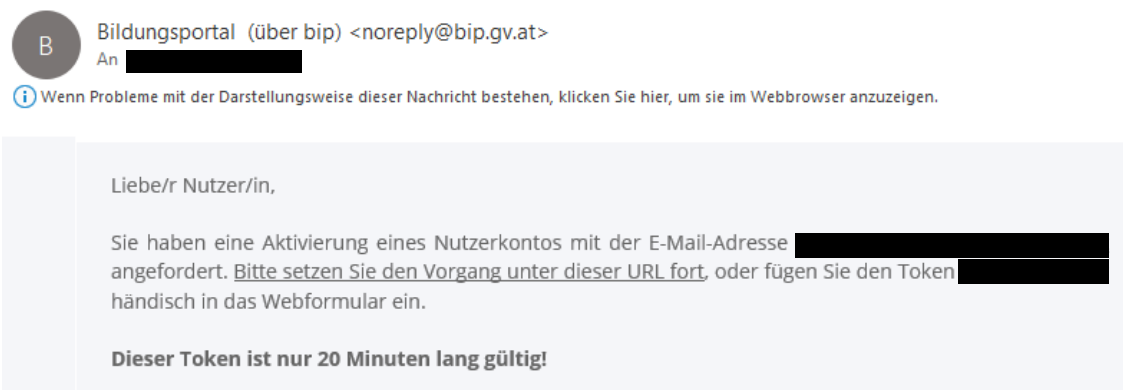 B
Bildungsportal (über bip) <noreply@bip.gv.at>
An
Wenn Probleme mit der Darstellungsweise dieser Nachricht bestehen, klicken Sie hier, um sie im Webbrowser anzuzeigen.
Liebe/r Nutzer/in,
Sie haben eine Aktivierung eines Nutzerkontos mit der E-Mail-Adresse
angefordert. Bitte setzen Sie den Vorgang unter dieser URL fort, oder fügen Sie den Token
händisch in das Webformular ein.
Dieser Token ist nur 20 Minuten lang gültig!